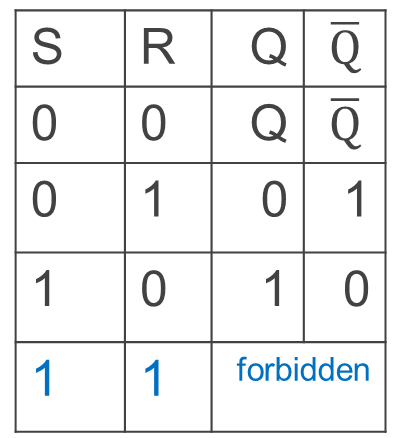 S R Q Q̅
0 0 Q Q̅
0 1 0 1
1 0 1 0
1 1 forbidden